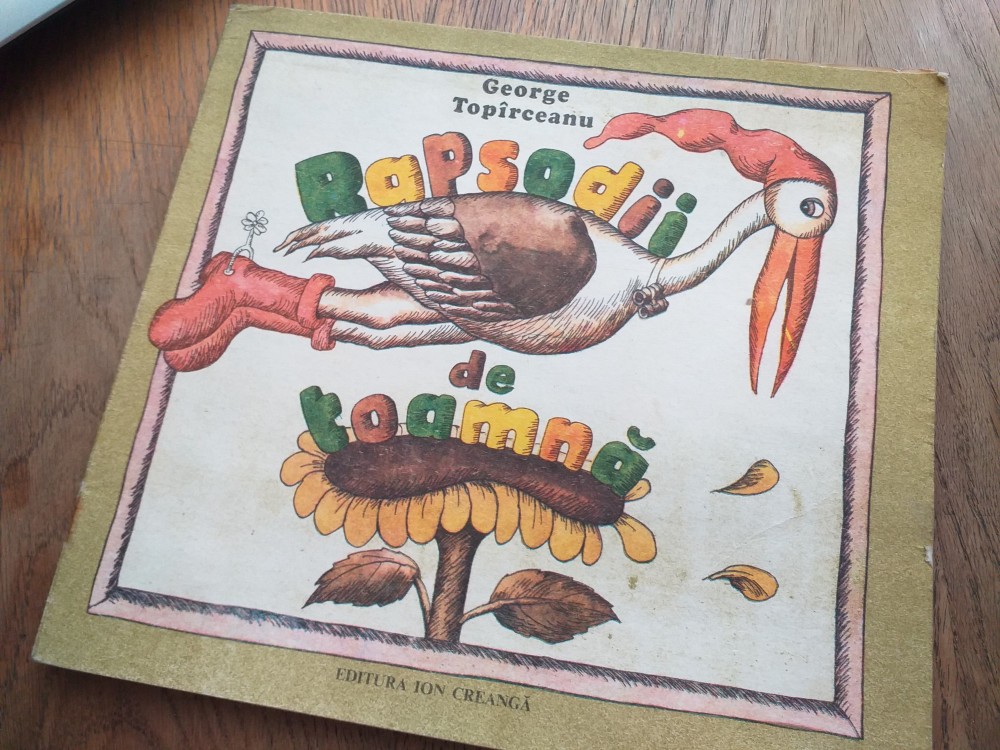 George
Topîrceanu
Rapsodii
de
toamnă
EDITURA ION CREANGĂ